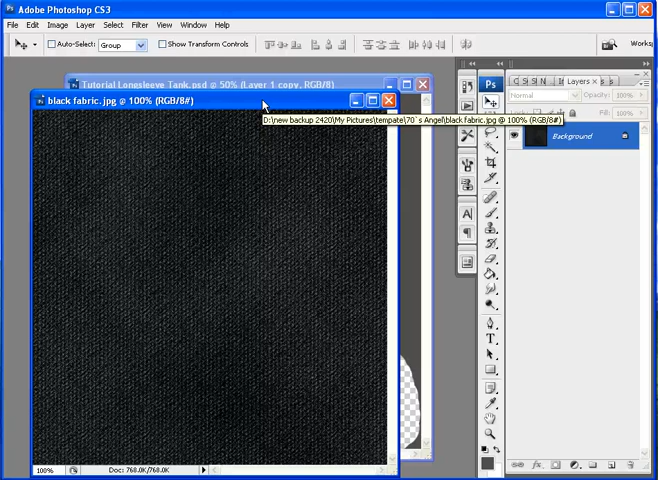 Adobe Photoshop CS3
File Edit Image Layer Select Filter View Window Help
Auto-Select: Group Show Transform Controls Works
Tutorial Longsleeve Tank.psd @ 50% (Layer 1 copy, RGB/8)
black fabric.jpg @ 100% (RGB/8#)
D:\new backup 2420\My Pictures\tempate\70`s Angel\black fabric.jpg @ 100% (RGB/8#)
Layers
Normal Opacity: 100%
Fill: 100%
Background
100% Doc: 768.0K/768.0K